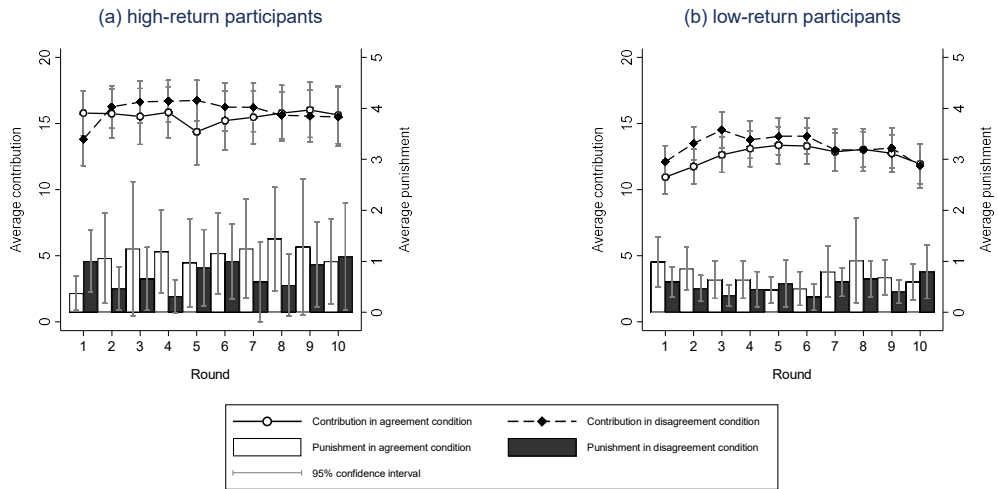 (a) high-return participants
(b) low-return participants
20
15
10
5
0
Average contribution
5
4
3
2
1
0
Average punishment
1 2 3 4 5 6 7 8 9 10
Round
20
15
10
5
0
Average contribution
5
4
3
2
1
0
Average punishment
1 2 3 4 5 6 7 8 9 10
Round
Contribution in agreement condition
Contribution in disagreement condition
Punishment in agreement condition
Punishment in disagreement condition
95% confidence interval